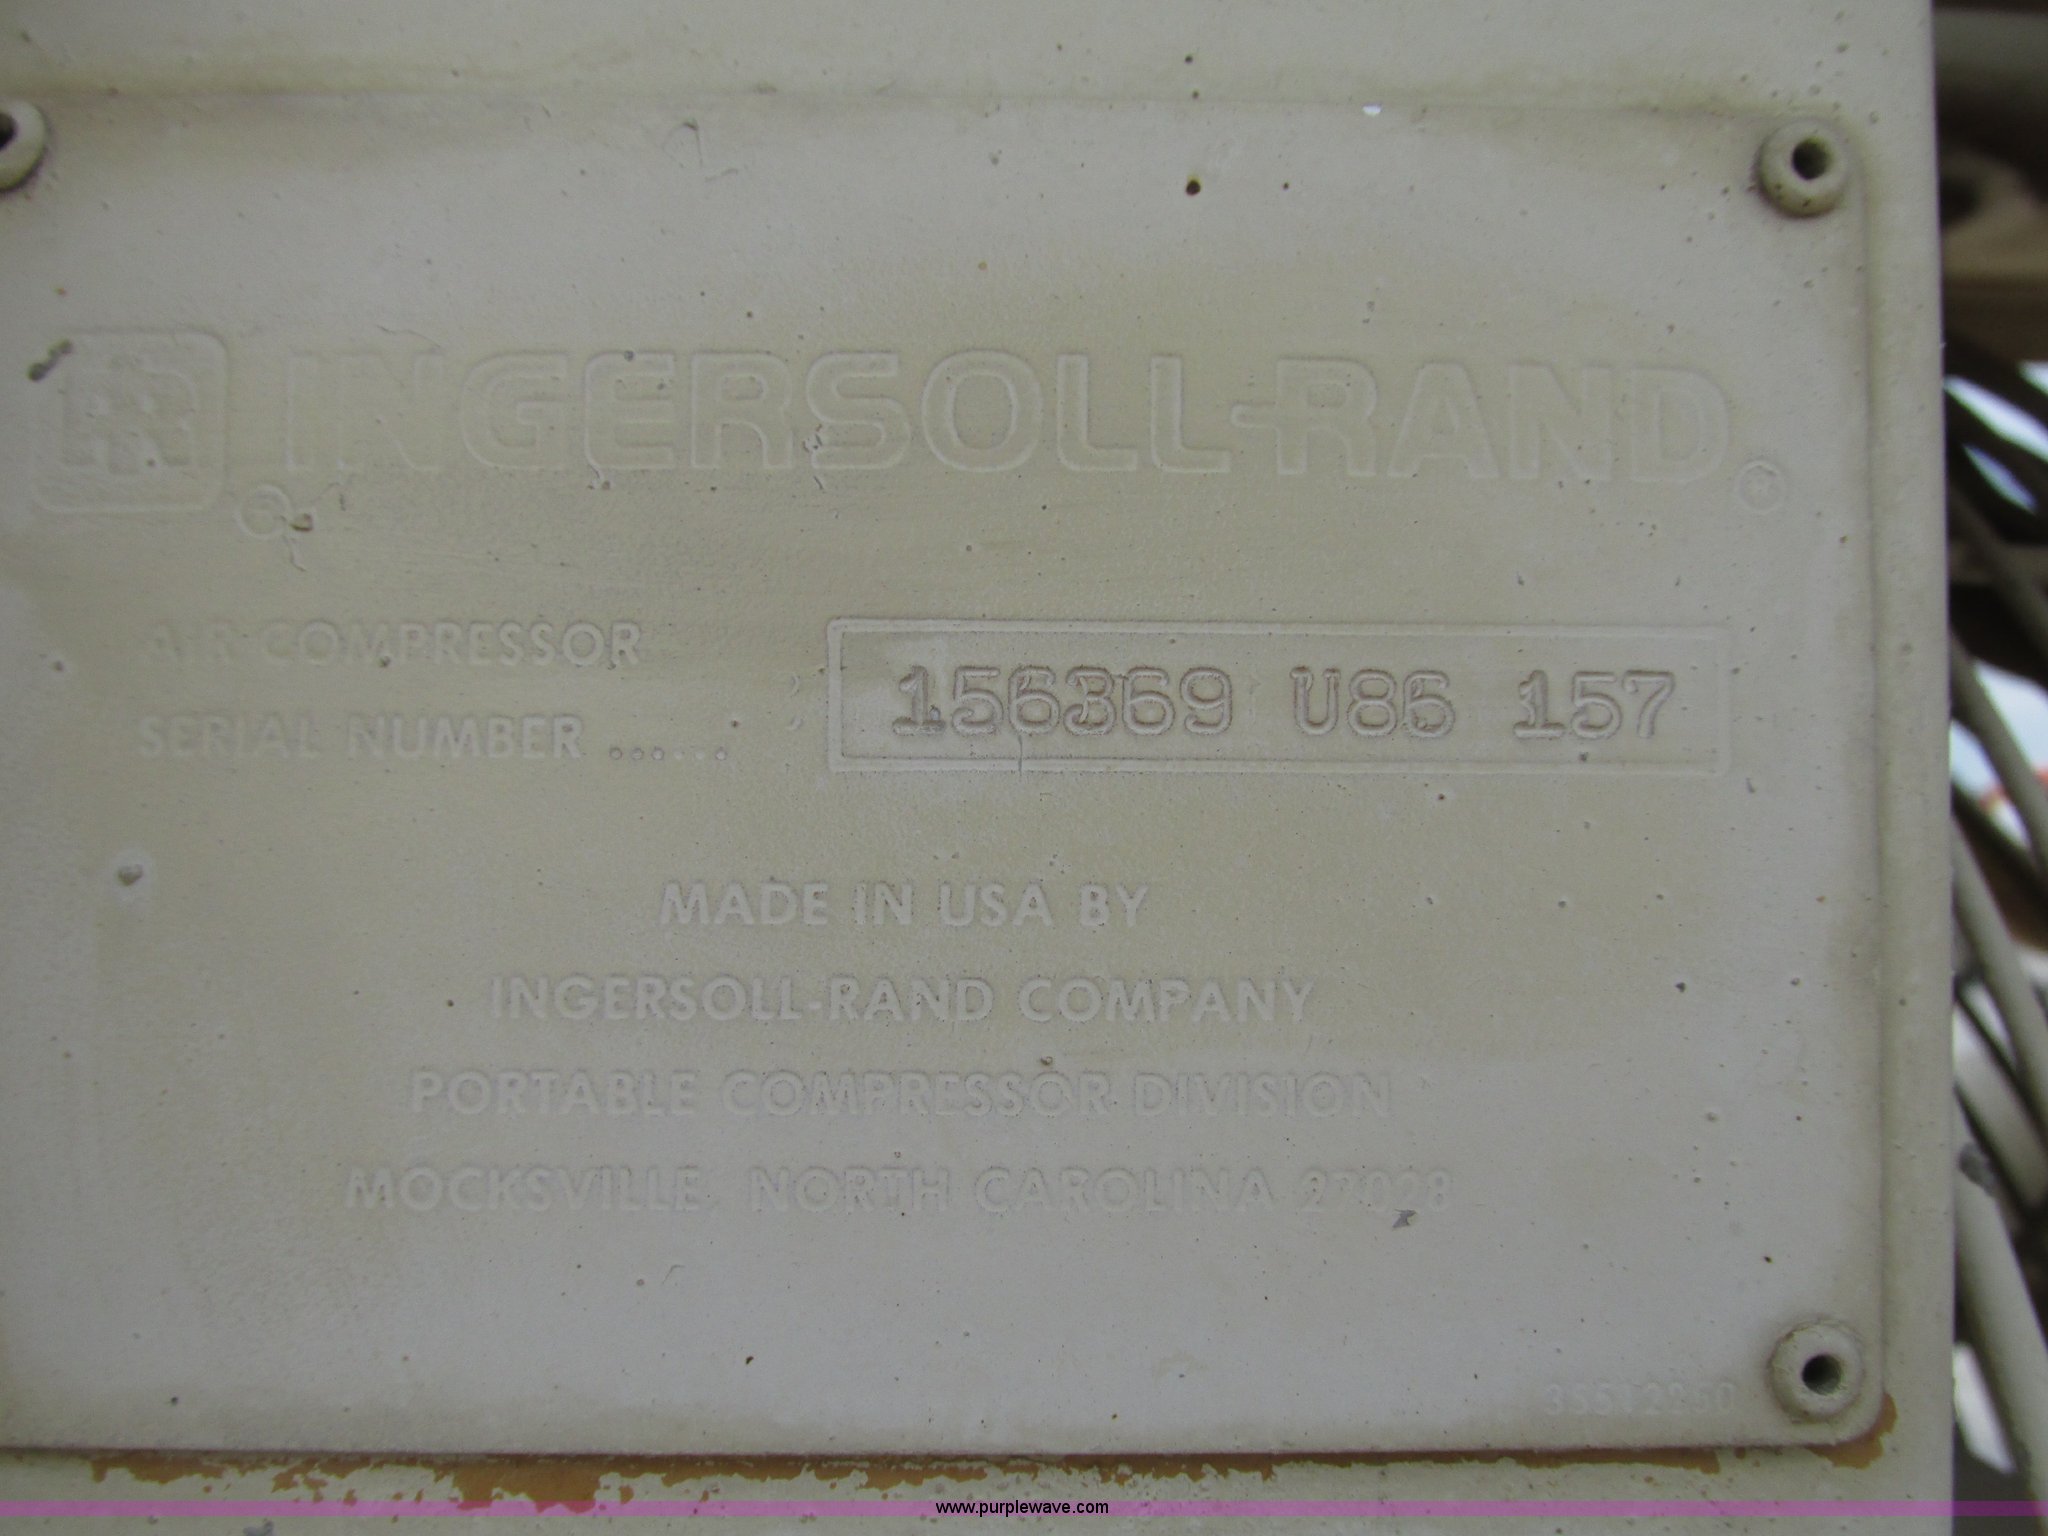 IR ® INGERSOLL-RAND ®
AIR COMPRESSOR
SERIAL NUMBER ...... 156369 U86 157
MADE IN USA BY
INGERSOLL-RAND COMPANY
PORTABLE COMPRESSOR DIVISION
MOCKSVILLE, NORTH CAROLINA 27028
www.purplewave.com